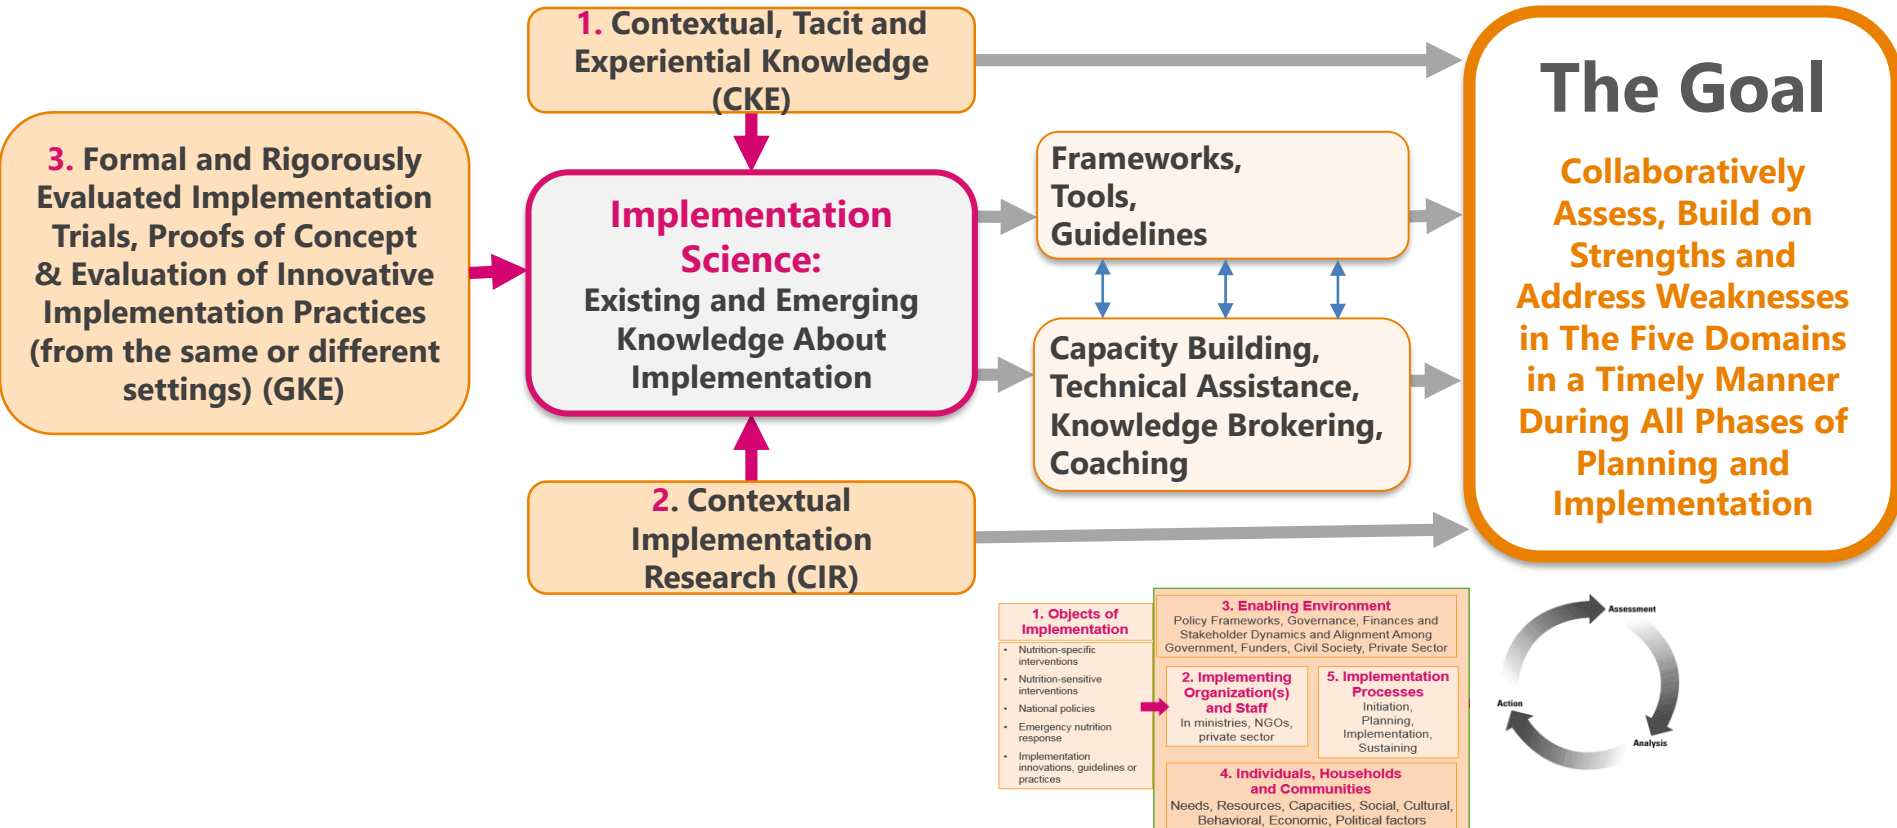 1. Contextual, Tacit and
Experiential Knowledge
(CKE)
3. Formal and Rigorously
Evaluated Implementation
Trials, Proofs of Concept
& Evaluation of Innovative
Implementation Practices
(from the same or different
settings) (GKE)
Implementation
Science:
Existing and Emerging
Knowledge About
Implementation
2. Contextual
Implementation
Research (CIR)
Frameworks,
Tools,
Guidelines
Capacity Building,
Technical Assistance,
Knowledge Brokering,
Coaching
The Goal
Collaboratively
Assess, Build on
Strengths and
Address Weaknesses
in The Five Domains
in a Timely Manner
During All Phases of
Planning and
Implementation
1. Objects of
Implementation
• Nutrition-specific
interventions
• Nutrition-sensitive
interventions
• National policies
• Emergency nutrition
response
• Implementation
innovations, guidelines or
practices
3. Enabling Environment
Policy Frameworks, Governance, Finances and
Stakeholder Dynamics and Alignment Among
Government, Funders, Civil Society, Private Sector
2. Implementing
Organization(s)
and Staff
In ministries, NGOs,
private sector
5. Implementation
Processes
Initiation,
Planning,
Implementation,
Sustaining
4. Individuals, Households
and Communities
Needs, Resources, Capacities, Social, Cultural,
Behavioral, Economic, Political factors
Assessment
Action
Analysis